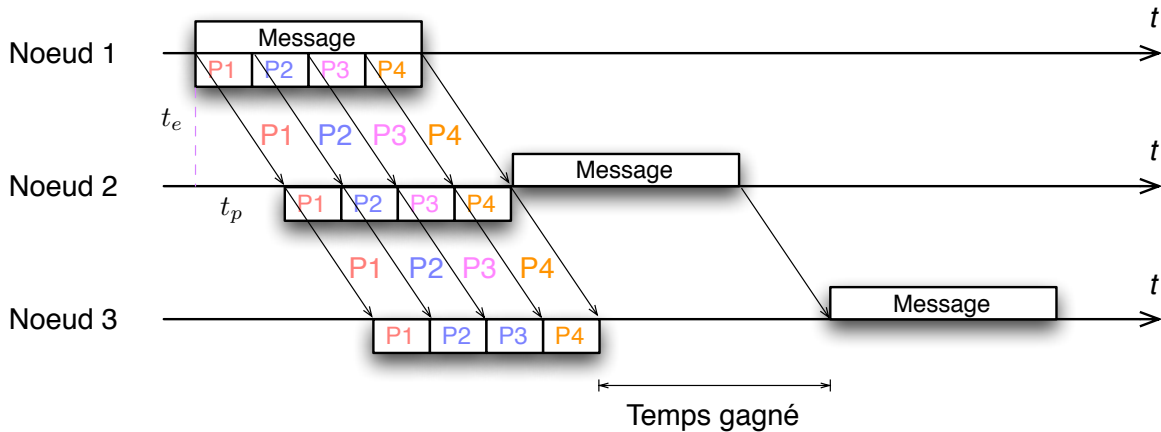 t
Message
Noeud 1
P1 P2 P3 P4
t_e
P1 P2 P3 P4
t
Message
Noeud 2
t_p
P1 P2 P3 P4
P1 P2 P3 P4
t
Message
Noeud 3
P1 P2 P3 P4
Temps gagné